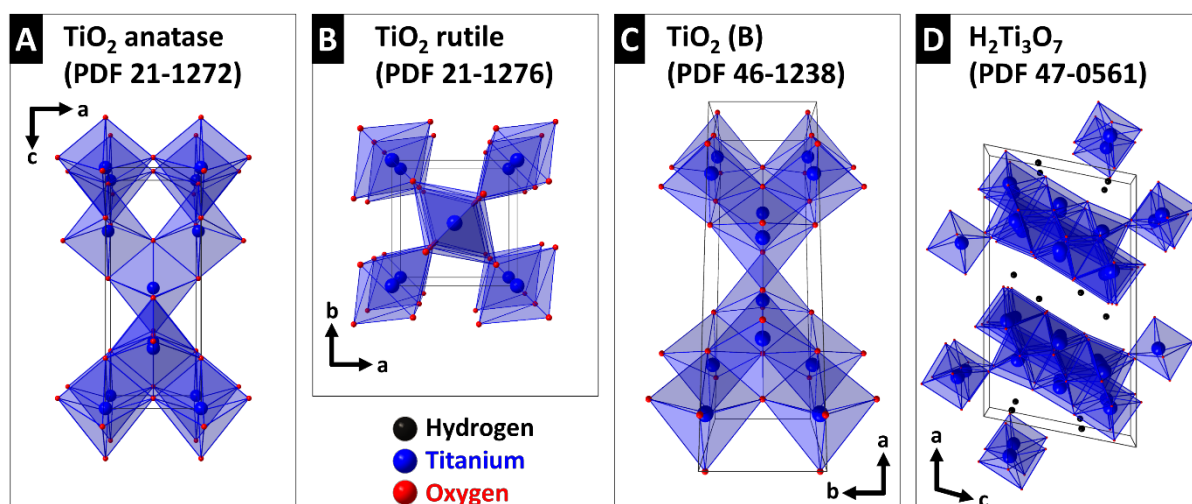 A
TiO₂ anatase
(PDF 21-1272)
a
c
B
TiO₂ rutile
(PDF 21-1276)
b
a
Hydrogen
Titanium
Oxygen
C
TiO₂ (B)
(PDF 46-1238)
a
b
D
H₂Ti₃O₇
(PDF 47-0561)
a
c